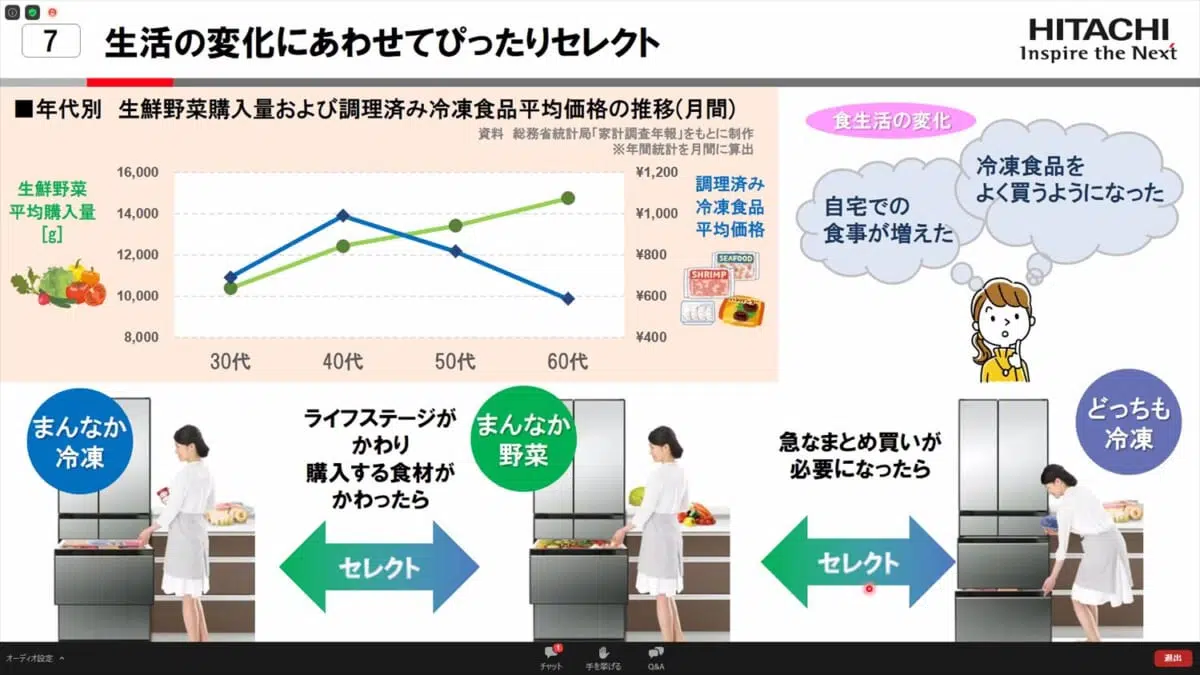 7
生活の変化にあわせてぴったりセレクト
HITACHI
Inspire the Next
■年代別 生鮮野菜購入量および調理済み冷凍食品平均価格の推移(月間)
資料 総務省統計局「家計調査年報」をもとに制作
※年間統計を月間に算出
生鮮野菜
平均購入量
[g]
16,000
14,000
12,000
10,000
8,000
¥1,200
¥1,000
¥800
¥600
¥400
調理済み
冷凍食品
平均価格
SEAFOOD
SHRIMP
30代
40代
50代
60代
食生活の変化
自宅での
食事が増えた
冷凍食品を
よく買うようになった
まんなか
冷凍
ライフステージが
かわり
購入する食材が
かわったら
セレクト
まんなか
野菜
急なまとめ買いが
必要になったら
セレクト
どっちも
冷凍
オーディオ設定
チャット
1
手を挙げる
Q&A
退出